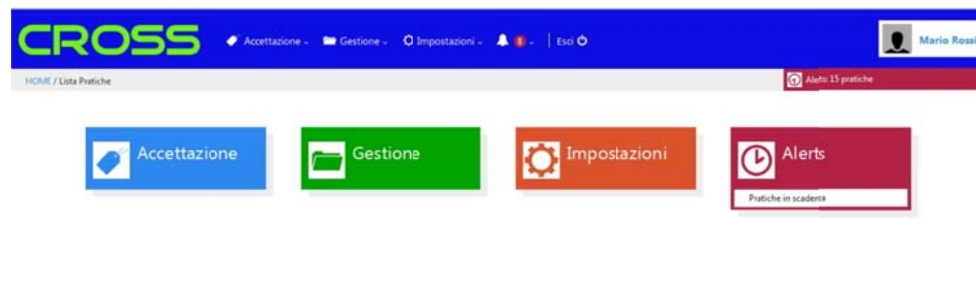 CROSS Accettazione Gestione Impostazioni Esci Mario Rossi
HOME / Lista Pratiche Alerts 15 pratiche
Accettazione Gestione Impostazioni Alerts
Pratiche in scadenza